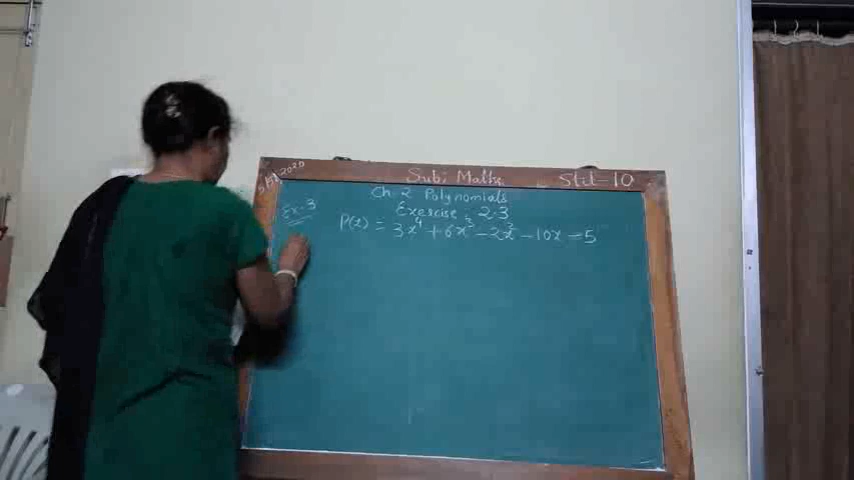 Sub: Maths Std=10
Ch 2 Polynomials
Exercise : 2.3
Ex. 3
P(x) = 3x⁴ + 6x³ - 2x² - 10x - 5